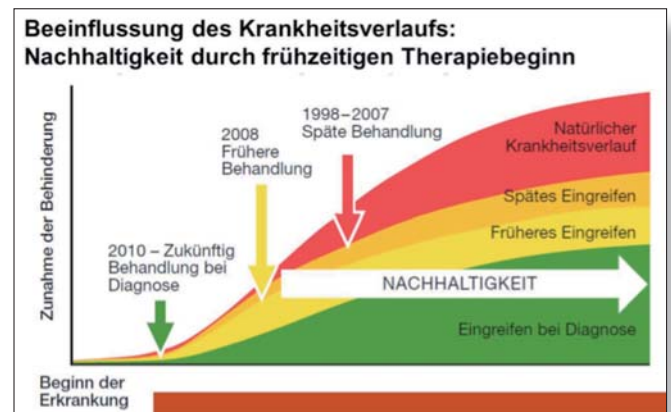 Beeinflussung des Krankheitsverlaufs:
Nachhaltigkeit durch frühzeitigen Therapiebeginn
Zunahme der Behinderung
2010 – Zukünftig
Behandlung bei
Diagnose
2008
Frühere
Behandlung
1998–2007
Späte Behandlung
Natürlicher
Krankheitsverlauf
Spätes Eingreifen
Früheres Eingreifen
NACHHALTIGKEIT
Eingreifen bei Diagnose
Beginn der
Erkrankung